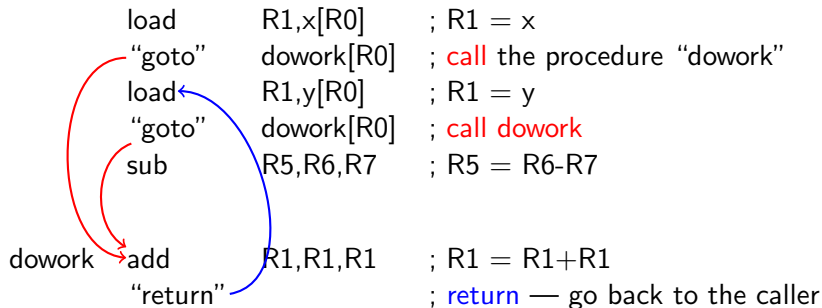 load R1,x[R0] ; R1 = x
“goto” dowork[R0] ; call the procedure “dowork”
load R1,y[R0] ; R1 = y
“goto” dowork[R0] ; call dowork
sub R5,R6,R7 ; R5 = R6-R7
dowork add R1,R1,R1 ; R1 = R1+R1
“return” ; return — go back to the caller